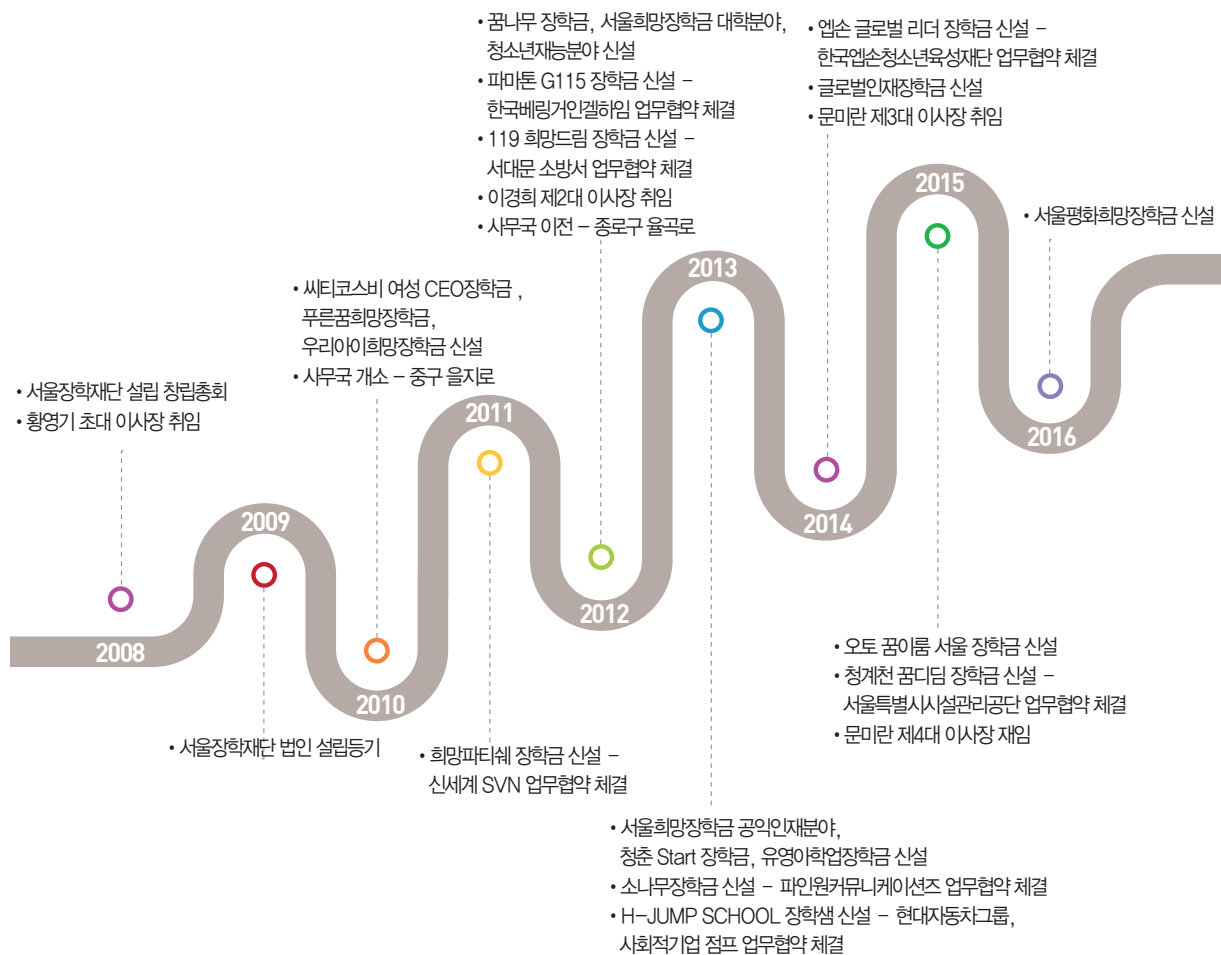 • 꿈나무 장학금, 서울희망장학금 대학분야,
청소년재능분야 신설
• 파마톤 G115 장학금 신설 –
한국베링거인겔하임 업무협약 체결
• 119 희망드림 장학금 신설 –
서대문 소방서 업무협약 체결
• 이경희 제2대 이사장 취임
• 사무국 이전 – 종로구 율곡로
• 엡손 글로벌 리더 장학금 신설 –
한국엡손청소년육성재단 업무협약 체결
• 글로벌인재장학금 신설
• 문미란 제3대 이사장 취임
2015
• 서울평화희망장학금 신설
2013
• 씨티코스비 여성 CEO장학금 ,
푸른꿈희망장학금,
우리아이희망장학금 신설
• 사무국 개소 – 중구 을지로
• 서울장학재단 설립 창립총회
• 황영기 초대 이사장 취임
2011
2016
2009
2014
2012
2008
2010
• 오토 꿈이룸 서울 장학금 신설
• 청계천 꿈디딤 장학금 신설 –
서울특별시시설관리공단 업무협약 체결
• 문미란 제4대 이사장 재임
• 서울장학재단 법인 설립등기
• 희망파티쉐 장학금 신설 –
신세계 SVN 업무협약 체결
• 서울희망장학금 공익인재분야,
청춘 Start 장학금, 유영아학업장학금 신설
• 소나무장학금 신설 – 파인원커뮤니케이션즈 업무협약 체결
• H-JUMP SCHOOL 장학샘 신설 – 현대자동차그룹,
사회적기업 점프 업무협약 체결